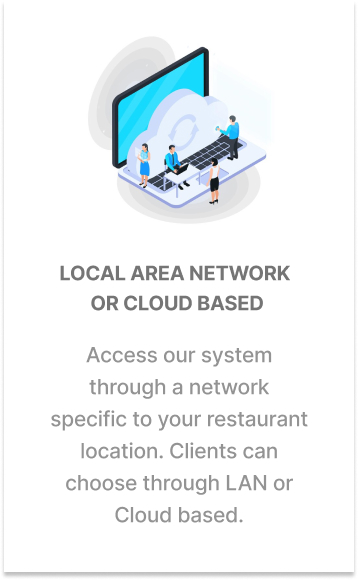 LOCAL AREA NETWORK
OR CLOUD BASED
Access our system
through a network
specific to your restaurant
location. Clients can
choose through LAN or
Cloud based.